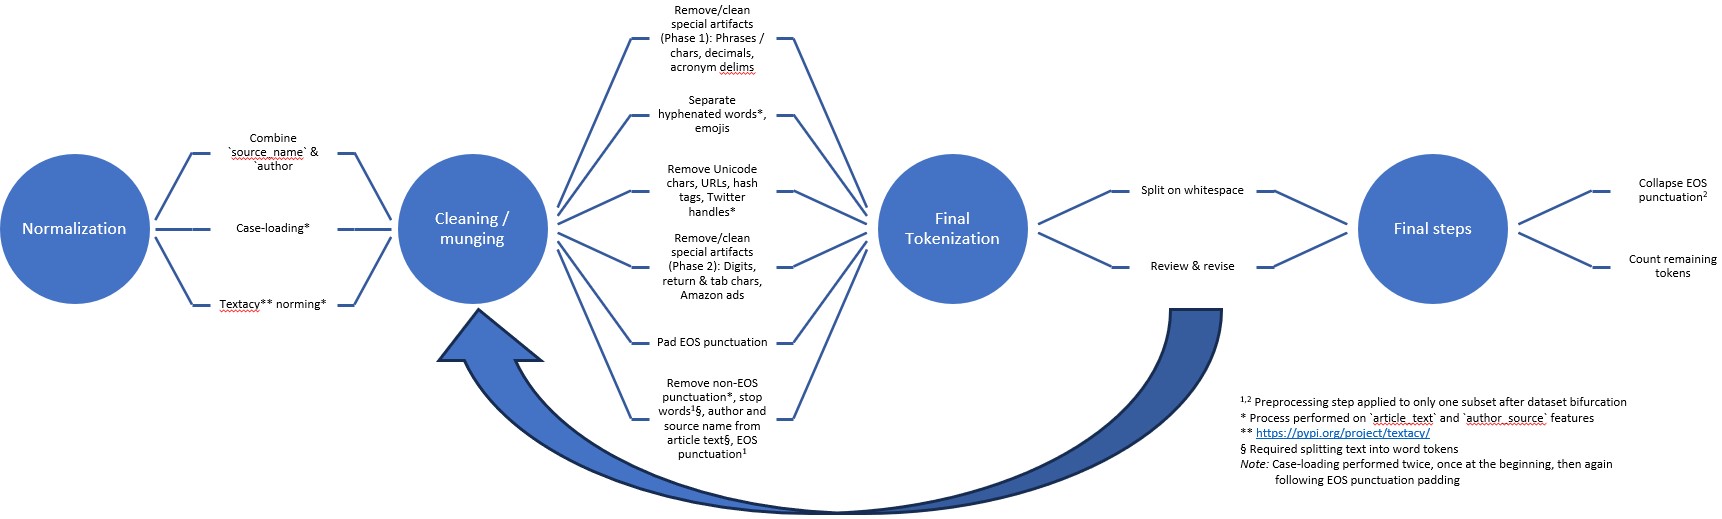 Normalization
Combine
`source_name` &
`author
Case-loading*
Textacy** norming*
Cleaning /
munging
Remove/clean
special artifacts
(Phase 1): Phrases /
chars, decimals,
acronym delims
Separate
hyphenated words*,
emojis
Remove Unicode
chars, URLs, hash
tags, Twitter
handles*
Remove/clean
special artifacts
(Phase 2): Digits,
return & tab chars,
Amazon ads
Pad EOS punctuation
Remove non-EOS
punctuation*, stop
words¹§, author and
source name from
article text§, EOS
punctuation¹
Final
Tokenization
Split on whitespace
Review & revise
Final steps
Collapse EOS
punctuation²
Count remaining
tokens
¹,² Preprocessing step applied to only one subset after dataset bifurcation
* Process performed on `article_text` and `author_source` features
** https://pypi.org/project/textacy/
§ Required splitting text into word tokens
Note: Case-loading performed twice, once at the beginning, then again
following EOS punctuation padding